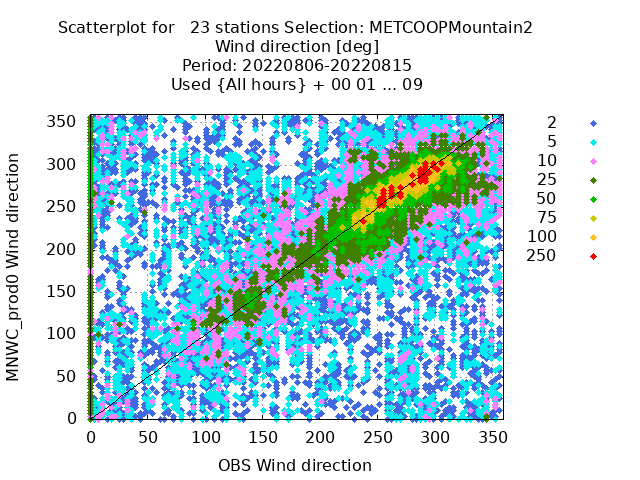 Scatterplot for   23 stations Selection: METCOOPMountain2
Wind direction [deg]
Period: 20220806-20220815
Used {All hours} + 00 01 ... 09
MNWC_prod0 Wind direction
350
300
250
200
150
100
50
0
0 50 100 150 200 250 300 350
OBS Wind direction
2
5
10
25
50
75
100
250